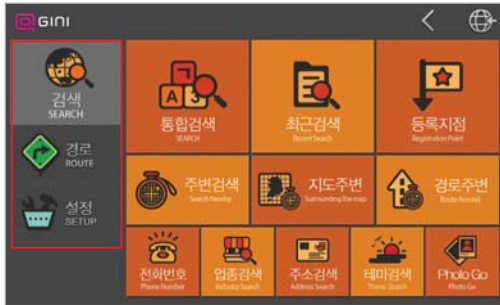 GINI
검색
SEARCH
경로
ROUTE
설정
SETUP
통합검색
SEARCH
최근검색
Recent Search
등록지점
Registration Point
주변검색
Search Nearby
지도주변
Surrounding the map
경로주변
Route Around
전화번호
Phone Number
업종검색
Industry Search
주소검색
Address Search
테마검색
Thema Search
Photo Go
Photo Go